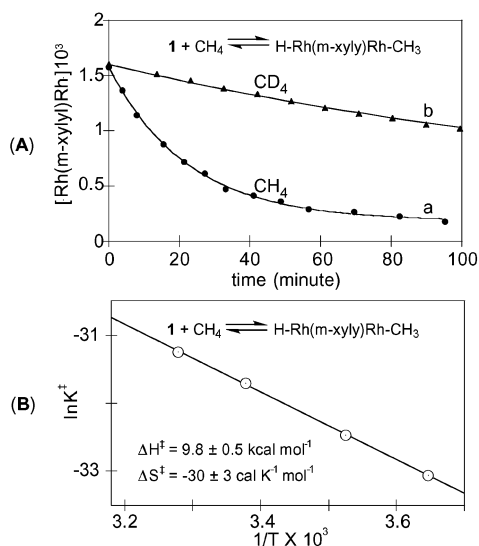 (A)
1 + CH₄ ⇌ H-Rh(m-xyly)Rh-CH₃
[·Rh(m-xylyl)Rh·]10³
2
1.5
1
0.5
0
CD₄
b
CH₄
a
0 20 40 60 80 100
time (minute)
(B)
1 + CH₄ ⇌ H-Rh(m-xyly)Rh-CH₃
lnK‡
-31
-33
ΔH‡ = 9.8 ± 0.5 kcal mol⁻¹
ΔS‡ = -30 ± 3 cal K⁻¹ mol⁻¹
3.2 3.4 3.6
1/T X 10³